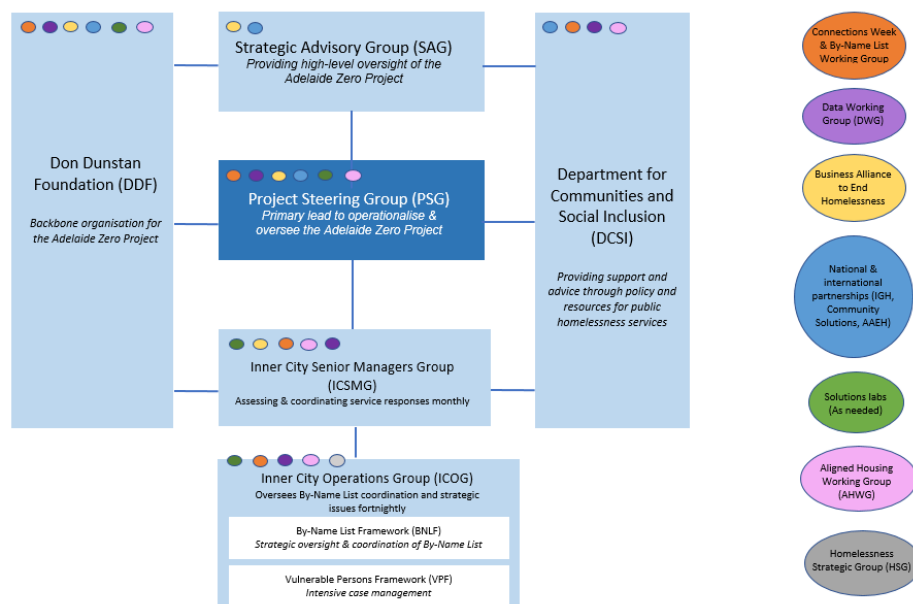 Strategic Advisory Group (SAG)
Providing high-level oversight of the
Adelaide Zero Project
Don Dunstan
Foundation (DDF)
Backbone organisation for
the Adelaide Zero Project
Project Steering Group (PSG)
Primary lead to operationalise &
oversee the Adelaide Zero Project
Department for
Communities and
Social Inclusion
(DCSI)
Providing support and
advice through policy and
resources for public
homelessness services
Inner City Senior Managers Group
(ICSMG)
Assessing & coordinating service responses monthly
Inner City Operations Group (ICOG)
Oversees By-Name List coordination and strategic
issues fortnightly
By-Name List Framework (BNLF)
Strategic oversight & coordination of By-Name List
Vulnerable Persons Framework (VPF)
Intensive case management
Connections Week
& By-Name List
Working Group
Data Working
Group (DWG)
Business Alliance
to End
Homelessness
National &
international
partnerships (IGH,
Community
Solutions, AAEH)
Solutions labs
(As needed)
Aligned Housing
Working Group
(AHWG)
Homelessness
Strategic Group (HSG)